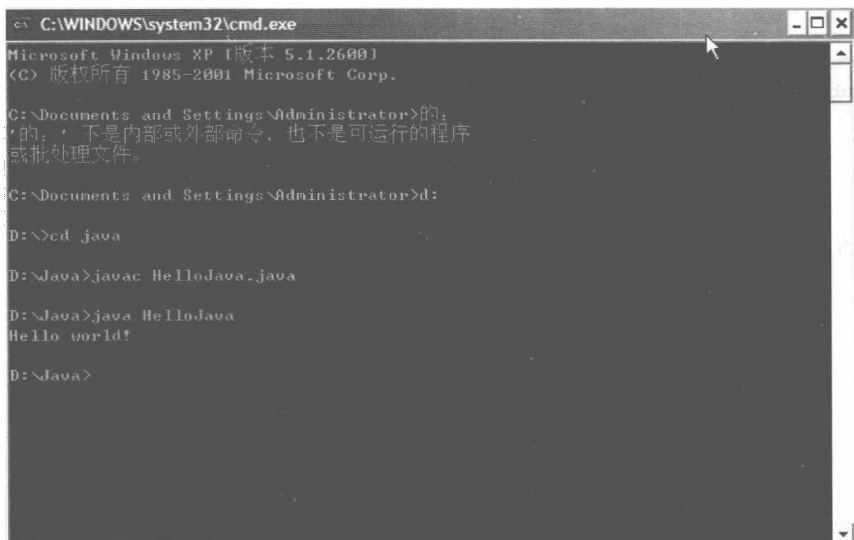 C:\WINDOWS\system32\cmd.exe
Microsoft Windows XP [版本 5.1.2600]
(C) 版权所有 1985-2001 Microsoft Corp.
C:\Documents and Settings\Administrator>的；
'的；' 不是内部或外部命令，也不是可运行的程序
或批处理文件。
C:\Documents and Settings\Administrator>d:
D:\>cd java
D:\Java>javac HelloJava.java
D:\Java>java HelloJava
Hello world!
D:\Java>